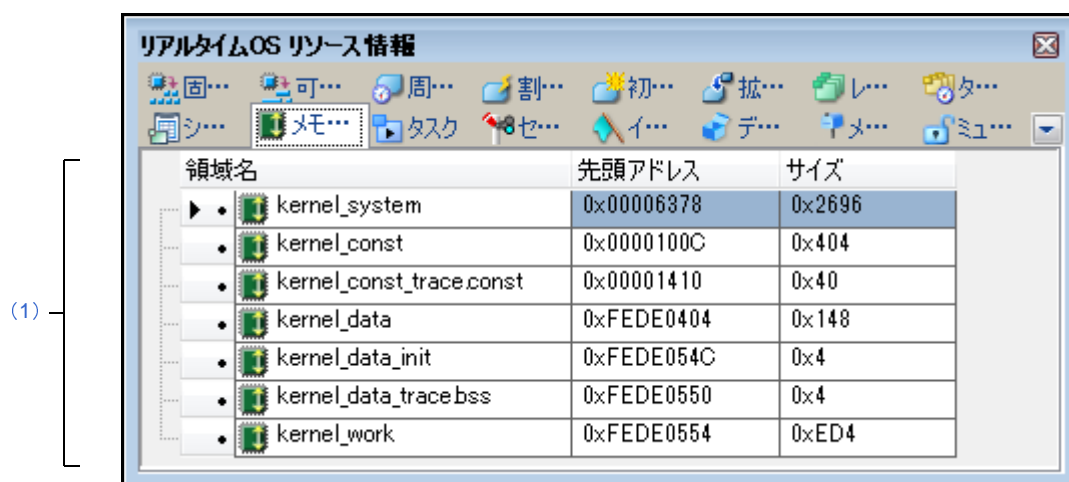 リアルタイムOS リソース情報
固… 可… 周… 割… 初… 拡… レ… タ…
シ… メモ… タスク セ… イ… デ… メ… ミュ…
領域名 先頭アドレス サイズ
kernel_system 0x00006378 0x2696
kernel_const 0x0000100C 0x404
kernel_const_trace.const 0x00001410 0x40
(1)
kernel_data 0xFEDE0404 0x148
kernel_data_init 0xFEDE054C 0x4
kernel_data_trace.bss 0xFEDE0550 0x4
kernel_work 0xFEDE0554 0xED4